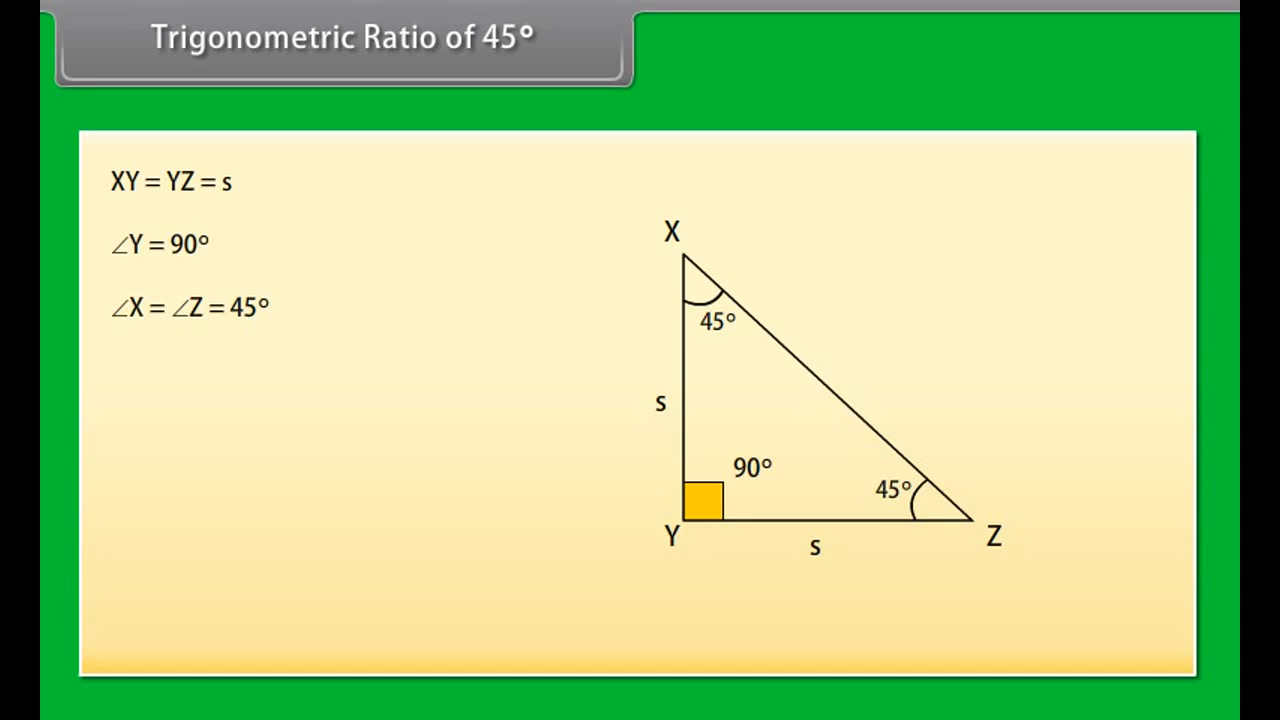 Trigonometric Ratio of 45°
XY = YZ = s
∠Y = 90°
∠X = ∠Z = 45°
X
45°
s
90°
45°
Y
s
Z